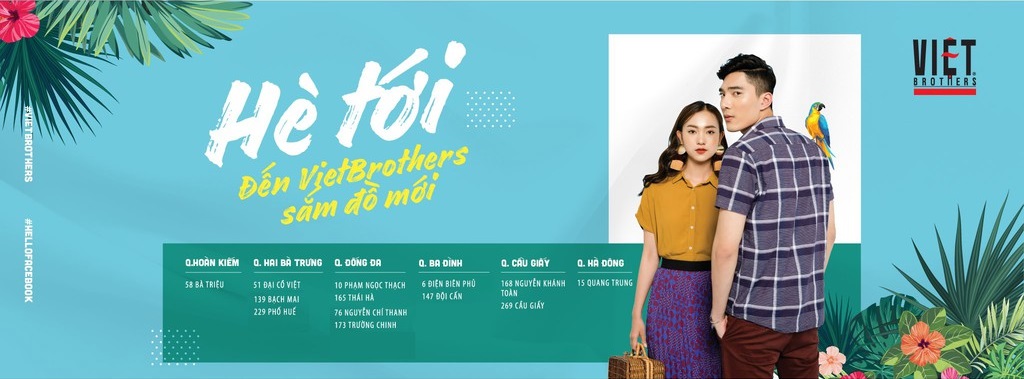 Hè tới
Đến VietBrothers
sắm đồ mới
VIỆT
BROTHERS
#VIETBROTHERS
#HELLOFACEBOOK
Q.HOÀN KIẾM
58 BÀ TRIỆU
Q. HAI BÀ TRƯNG
51 ĐẠI CỒ VIỆT
139 BẠCH MAI
229 PHỐ HUẾ
Q. ĐỐNG ĐA
10 PHẠM NGỌC THẠCH
165 THÁI HÀ
76 NGUYỄN CHÍ THANH
173 TRƯỜNG CHINH
Q. BA ĐÌNH
6 ĐIỆN BIÊN PHỦ
147 ĐỘI CẤN
Q. CẦU GIẤY
168 NGUYỄN KHÁNH
TOÀN
269 CẦU GIẤY
Q. HÀ ĐÔNG
15 QUANG TRUNG